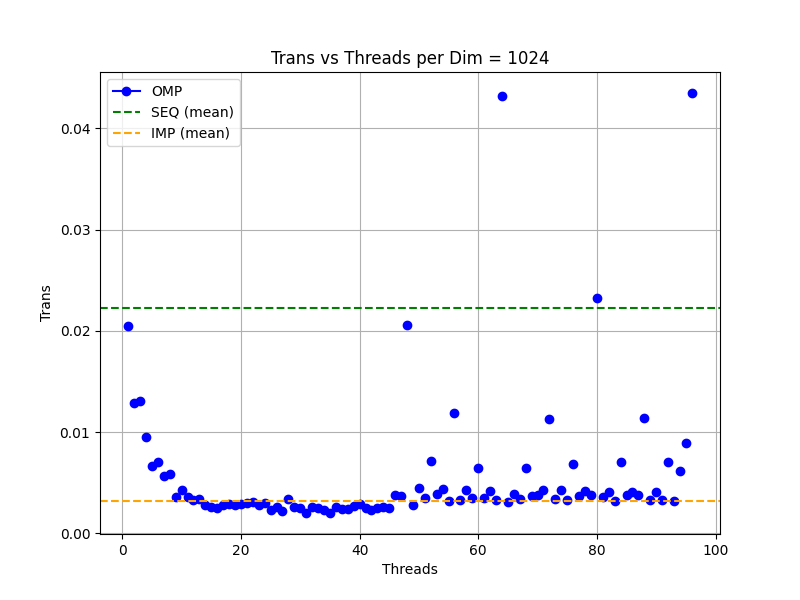 Trans vs Threads per Dim = 1024
OMP
SEQ (mean)
IMP (mean)
0.04
0.03
0.02
0.01
0.00
Trans
0 20 40 60 80 100
Threads